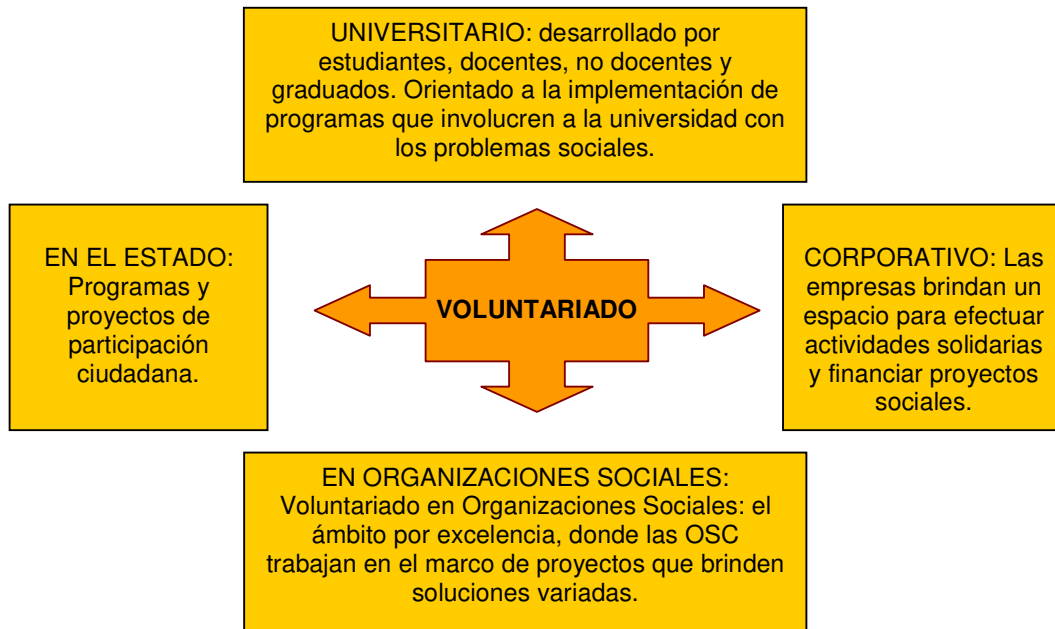 UNIVERSITARIO: desarrollado por
estudiantes, docentes, no docentes y
graduados. Orientado a la implementación de
programas que involucren a la universidad con
los problemas sociales.
EN EL ESTADO:
Programas y
proyectos de
participación
ciudadana.
VOLUNTARIADO
CORPORATIVO: Las
empresas brindan un
espacio para efectuar
actividades solidarias
y financiar proyectos
sociales.
EN ORGANIZACIONES SOCIALES:
Voluntariado en Organizaciones Sociales: el
ámbito por excelencia, donde las OSC
trabajan en el marco de proyectos que brinden
soluciones variadas.